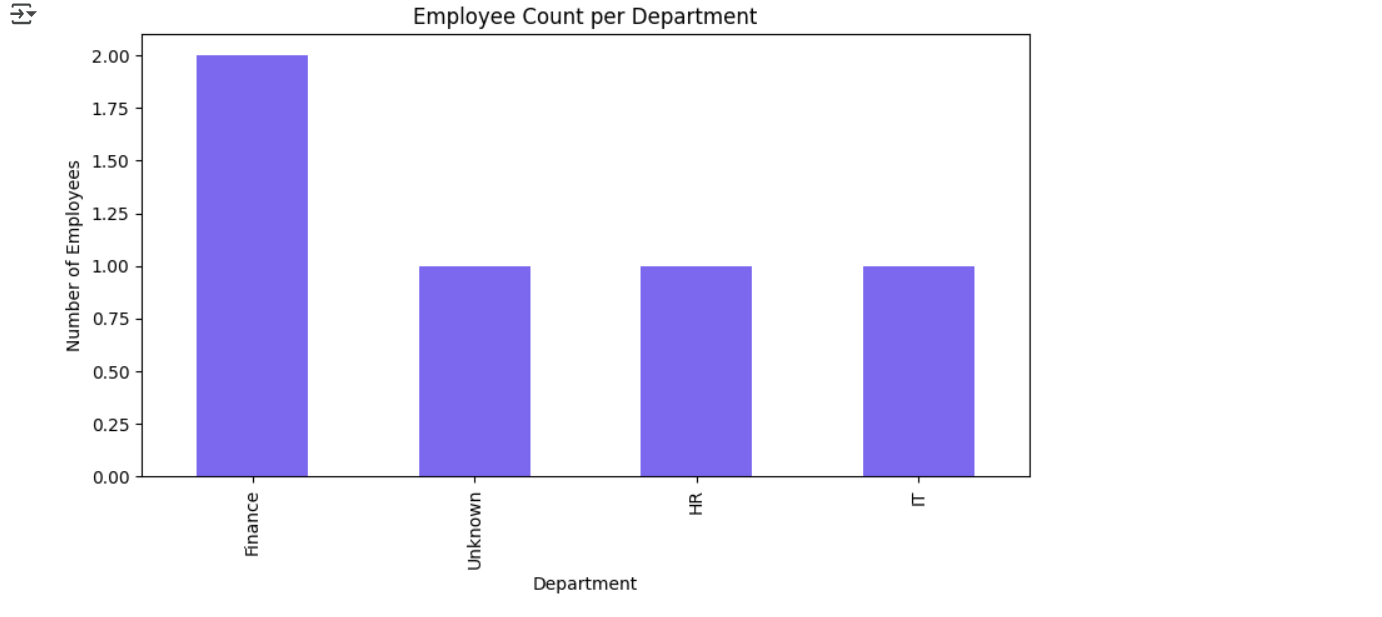 Employee Count per Department
2.00
1.75
1.50
1.25
1.00
0.75
0.50
0.25
0.00
Number of Employees
Finance
Unknown
HR
IT
Department